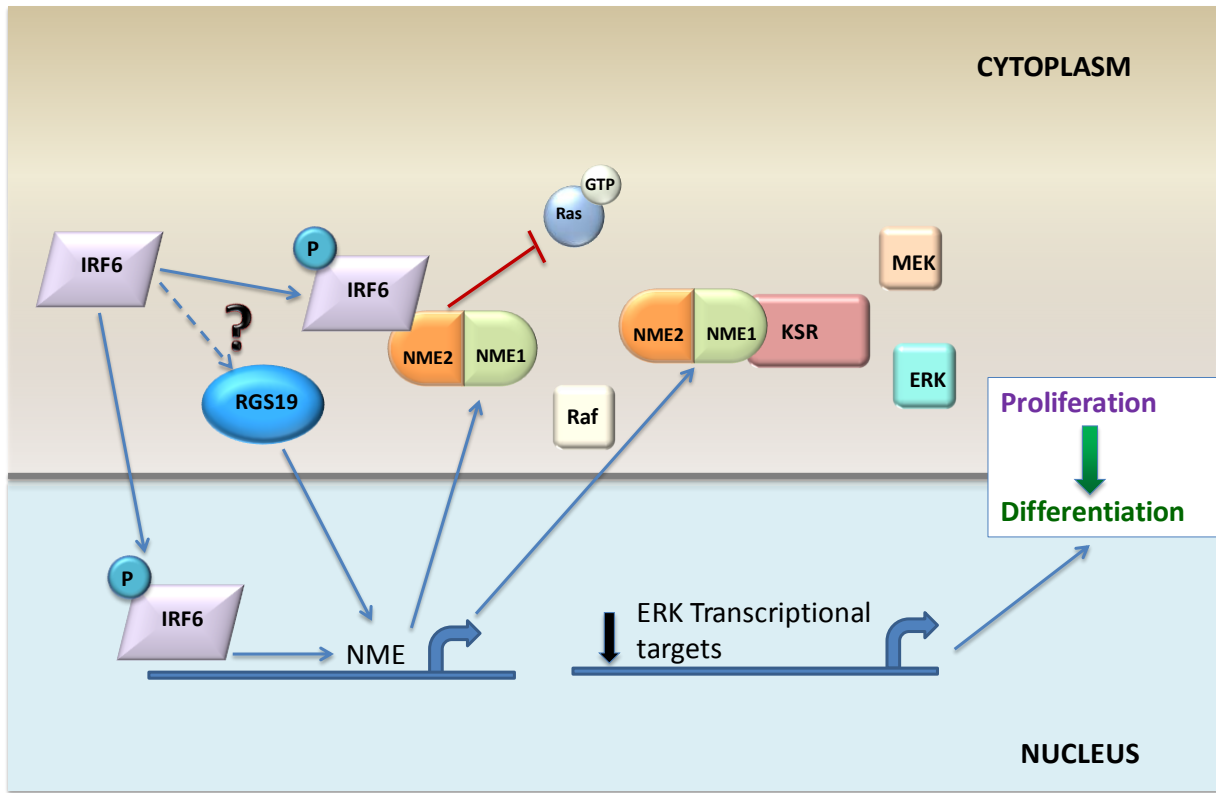 CYTOPLASM
GTP
Ras
P
IRF6
IRF6
MEK
?
NME2
NME1
NME2
NME1
KSR
RGS19
Raf
ERK
Proliferation
Differentiation
P
IRF6
NME
ERK Transcriptional
targets
NUCLEUS